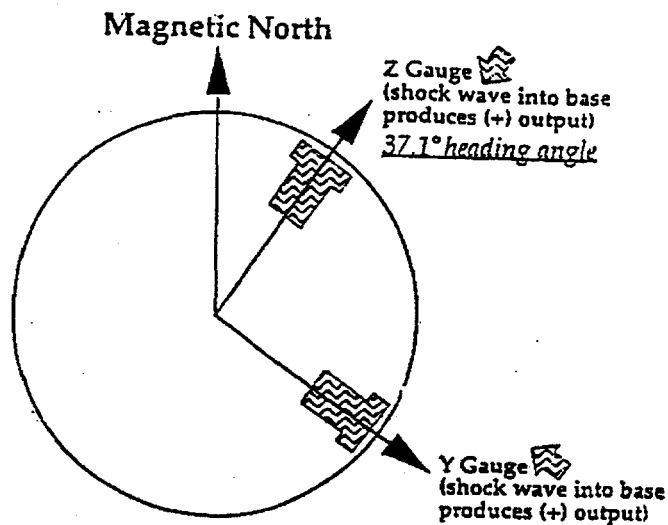 Magnetic North
Z Gauge
(shock wave into base
produces (+) output)
37.1° heading angle
Y Gauge
(shock wave into base
produces (+) output)